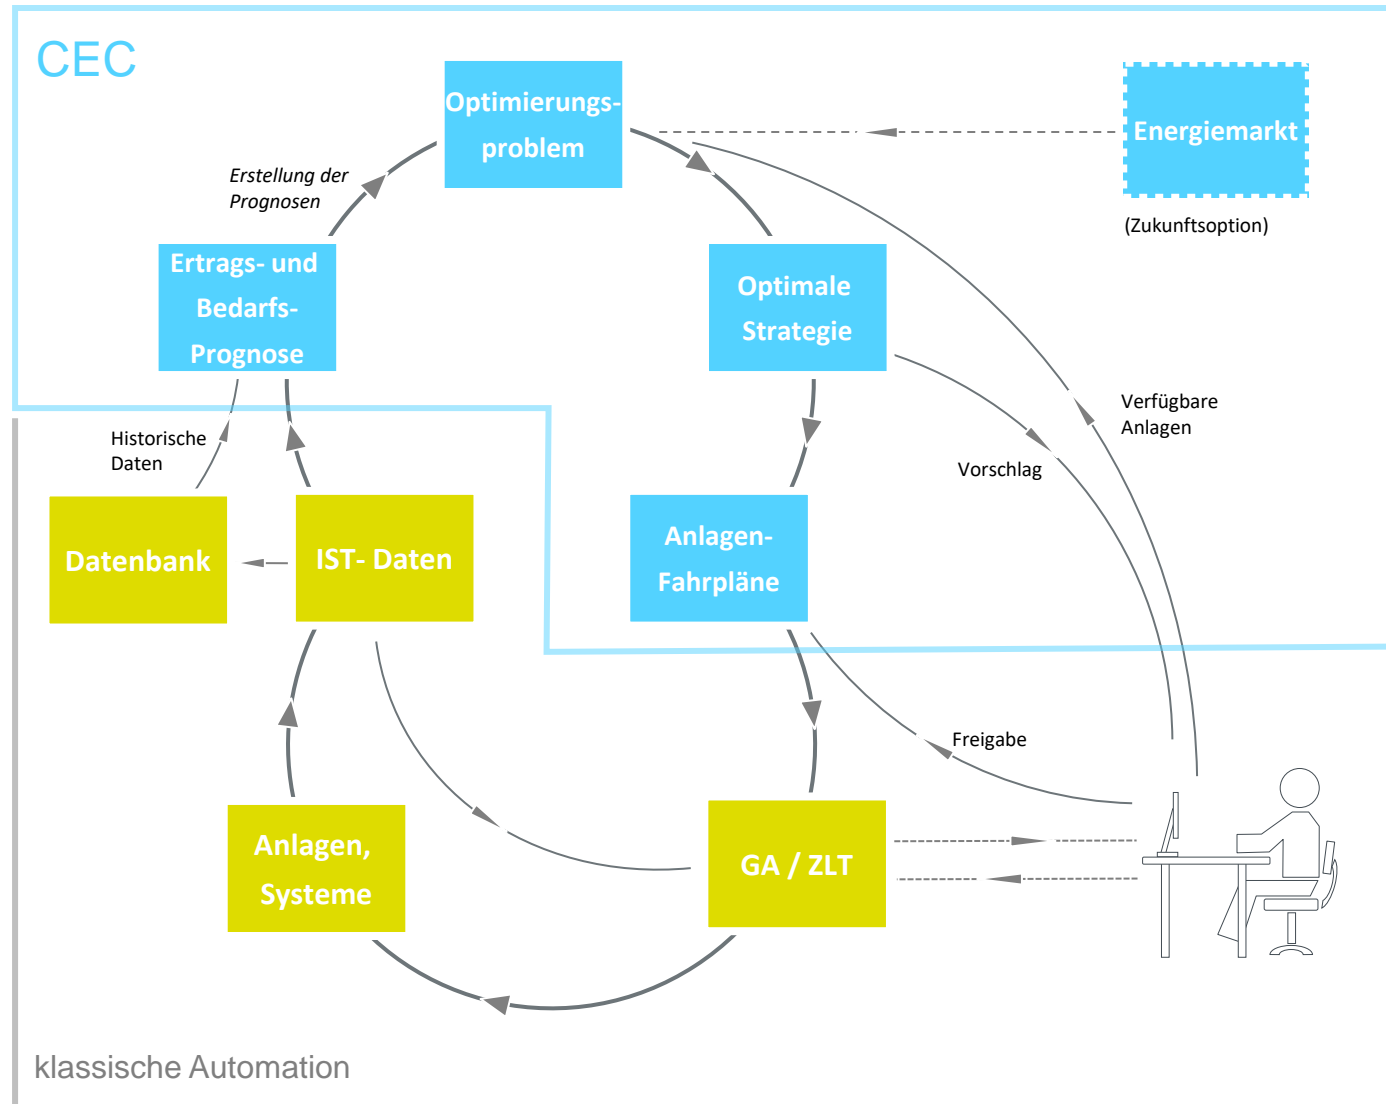 CEC
Optimierungs-
problem
Energiemarkt
(Zukunftsoption)
Erstellung der
Prognosen
Ertrags- und
Bedarfs-
Prognose
Optimale
Strategie
Verfügbare
Anlagen
Vorschlag
Historische
Daten
Datenbank
IST- Daten
Anlagen-
Fahrpläne
Freigabe
Anlagen,
Systeme
GA / ZLT
klassische Automation